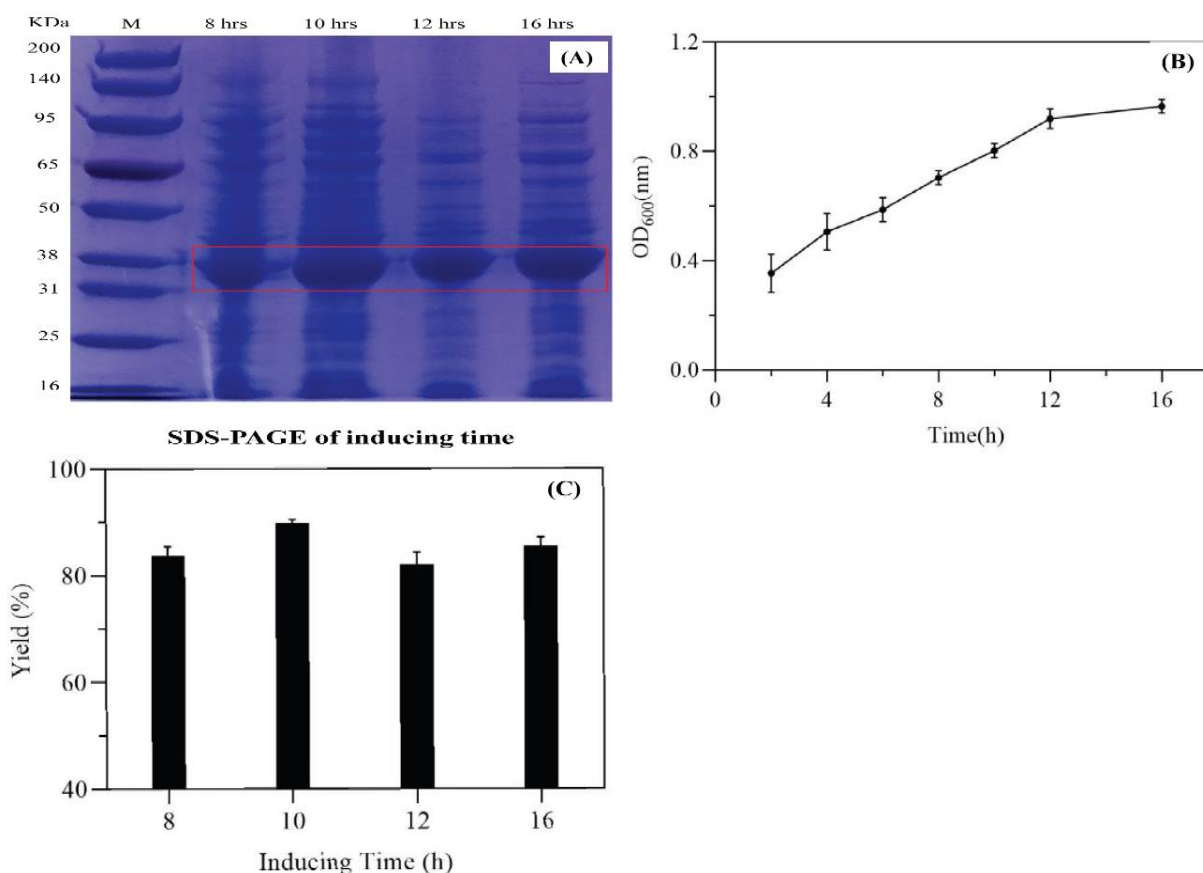 KDa M 8 hrs 10 hrs 12 hrs 16 hrs
200
140
95
65
50
38
31
25
16
(A)
SDS-PAGE of inducing time
1.2
0.8
0.4
0.0
OD600(nm)
0 4 8 12 16
Time(h)
(B)
100
80
60
40
Yield (%)
8 10 12 16
Inducing Time (h)
(C)